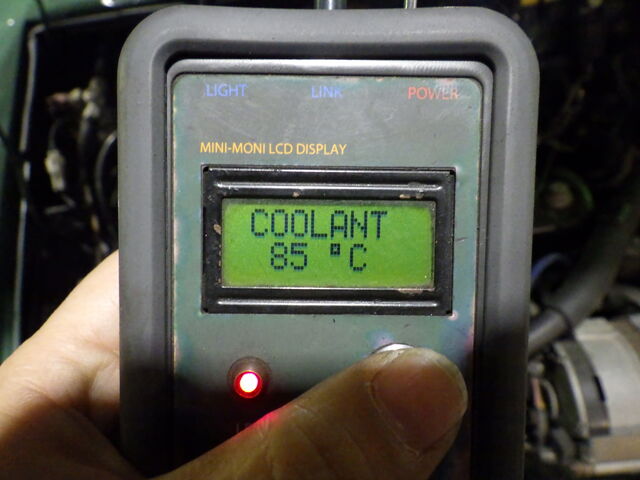 LIGHT LINK POWER
MINI-MONI LCD DISPLAY
COOLANT
85 °C